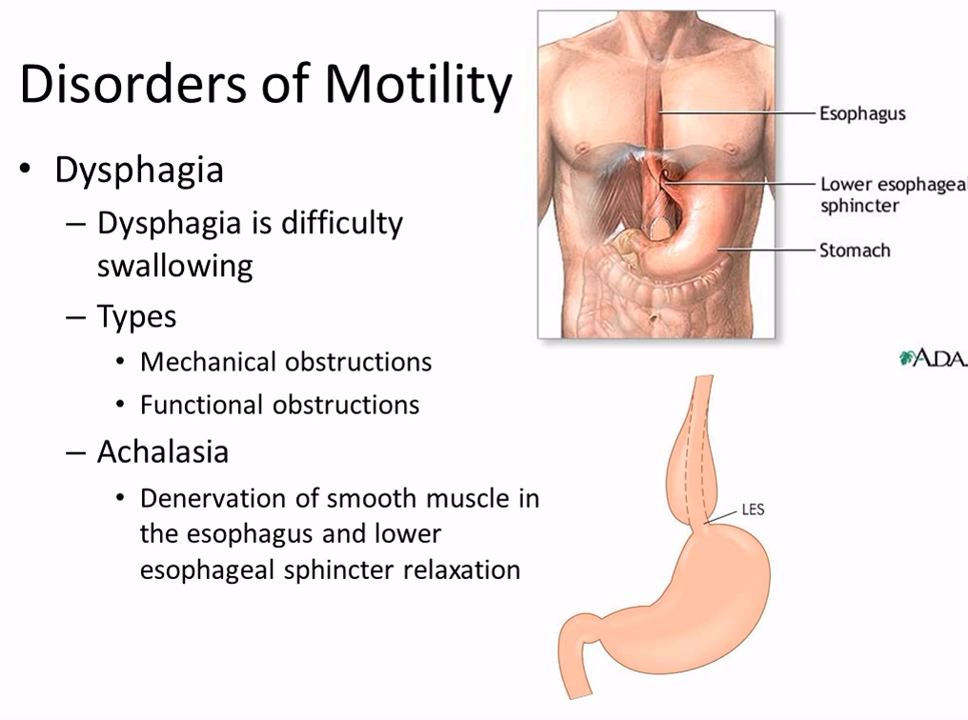 Disorders of Motility
• Dysphagia
– Dysphagia is difficulty
swallowing
– Types
• Mechanical obstructions
• Functional obstructions
– Achalasia
• Denervation of smooth muscle in
the esophagus and lower
esophageal sphincter relaxation
Esophagus
Lower esophageal
sphincter
Stomach
ADA
LES